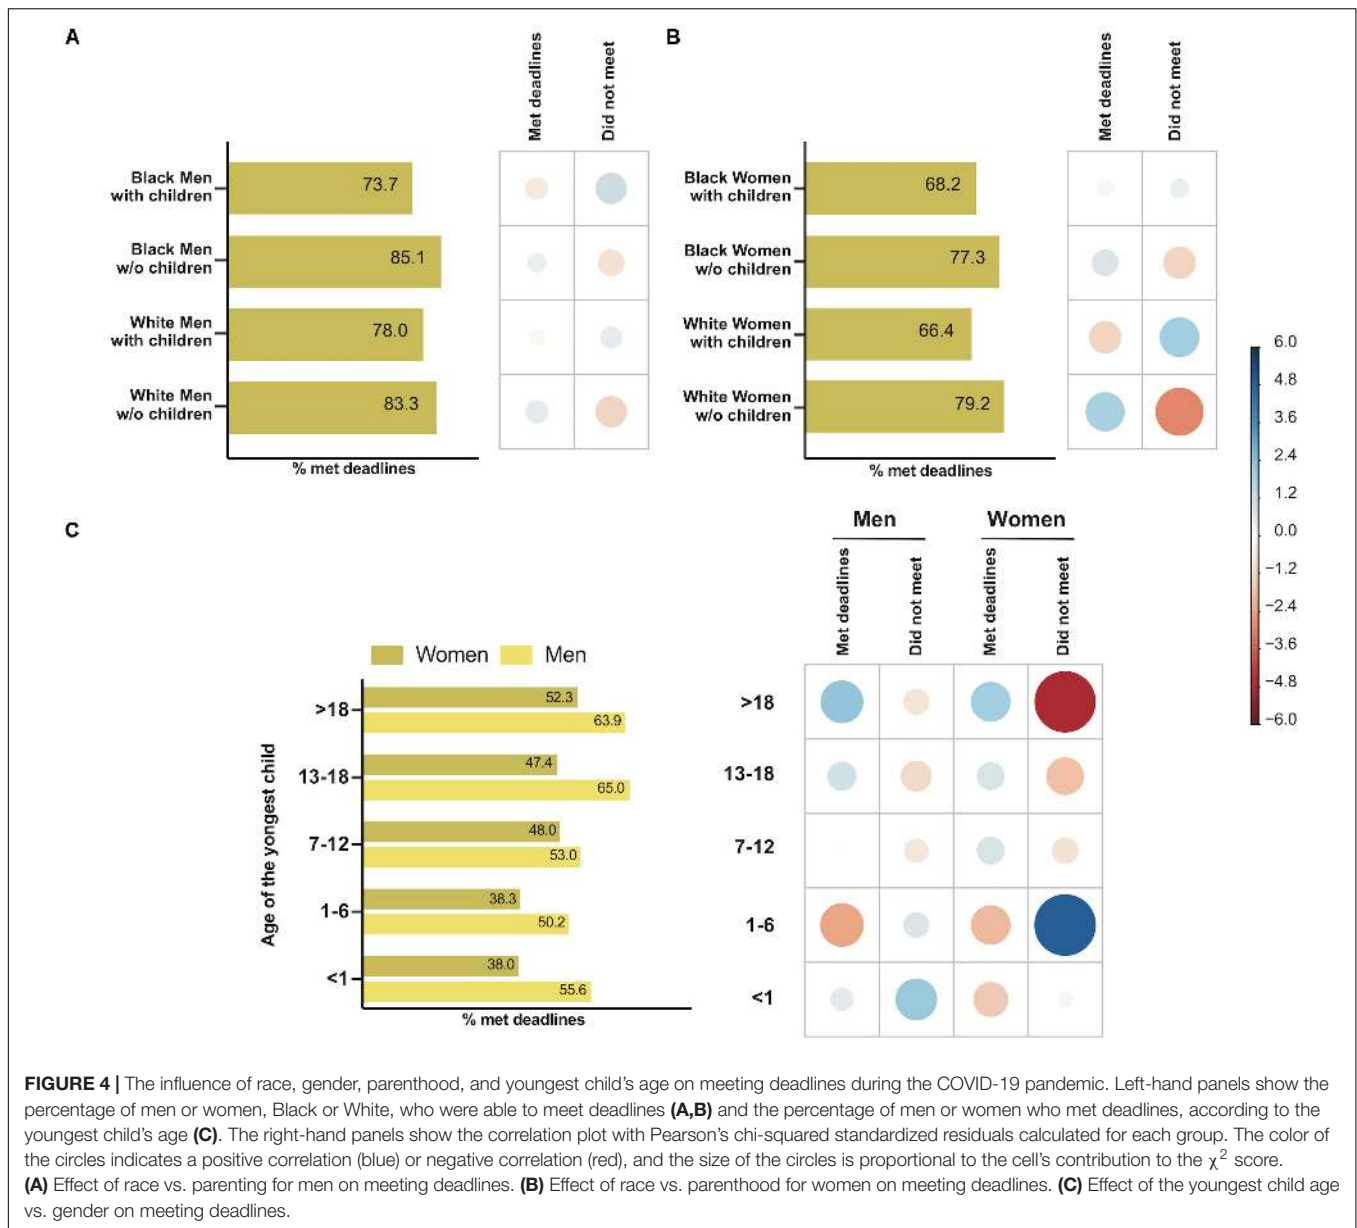 A
Met deadlines
Did not meet
Black Men
with children
73.7
Black Men
w/o children
85.1
White Men
with children
78.0
White Men
w/o children
83.3
% met deadlines
B
Met deadlines
Did not meet
Black Women
with children
68.2
Black Women
w/o children
77.3
White Women
with children
66.4
White Women
w/o children
79.2
% met deadlines
6.0
4.8
3.6
2.4
1.2
0.0
−1.2
−2.4
−3.6
−4.8
−6.0
C
Women Men
Age of the yongest child
>18
52.3
63.9
13-18
47.4
65.0
7-12
48.0
53.0
1-6
38.3
50.2
<1
38.0
55.6
% met deadlines
Men Women
Met deadlines
Did not meet
Met deadlines
Did not meet
>18
13-18
7-12
1-6
<1
FIGURE 4 | The influence of race, gender, parenthood, and youngest child's age on meeting deadlines during the COVID-19 pandemic. Left-hand panels show the
percentage of men or women, Black or White, who were able to meet deadlines (A,B) and the percentage of men or women who met deadlines, according to the
youngest child's age (C). The right-hand panels show the correlation plot with Pearson's chi-squared standardized residuals calculated for each group. The color of
the circles indicates a positive correlation (blue) or negative correlation (red), and the size of the circles is proportional to the cell's contribution to the χ² score.
(A) Effect of race vs. parenting for men on meeting deadlines. (B) Effect of race vs. parenthood for women on meeting deadlines. (C) Effect of the youngest child age
vs. gender on meeting deadlines.